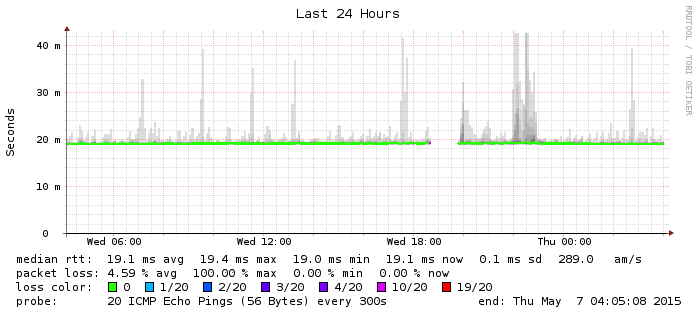 Last 24 Hours
RRDTOOL / TOBI OETIKER
Seconds
40 m
30 m
20 m
10 m
0
Wed 06:00 Wed 12:00 Wed 18:00 Thu 00:00
median rtt: 19.1 ms avg 19.4 ms max 19.0 ms min 19.1 ms now 0.1 ms sd 289.0 am/s
packet loss: 4.59 % avg 100.00 % max 0.00 % min 0.00 % now
loss color: 0 1/20 2/20 3/20 4/20 10/20 19/20
probe: 20 ICMP Echo Pings (56 Bytes) every 300s end: Thu May 7 04:05:08 2015